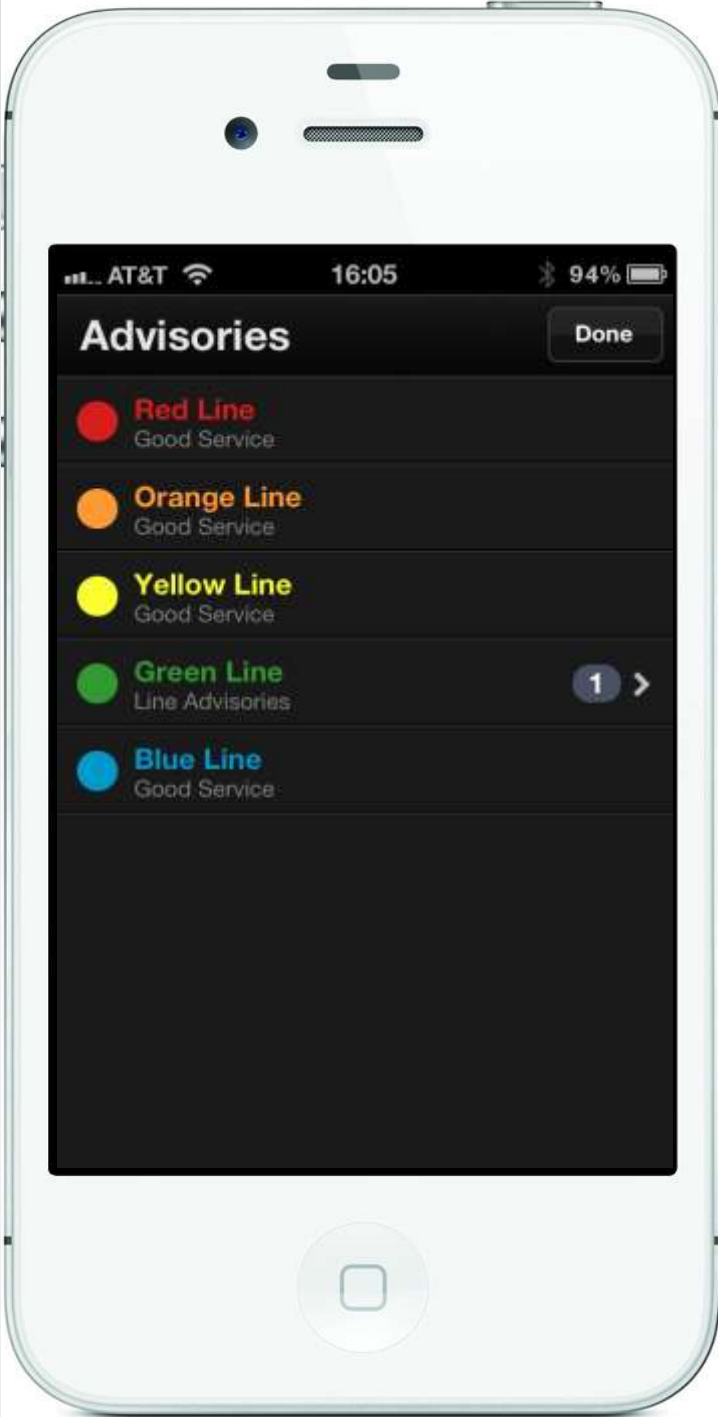 AT&T 16:05 94%
Advisories Done
Red Line
Good Service
Orange Line
Good Service
Yellow Line
Good Service
Green Line
Line Advisories
1
Blue Line
Good Service